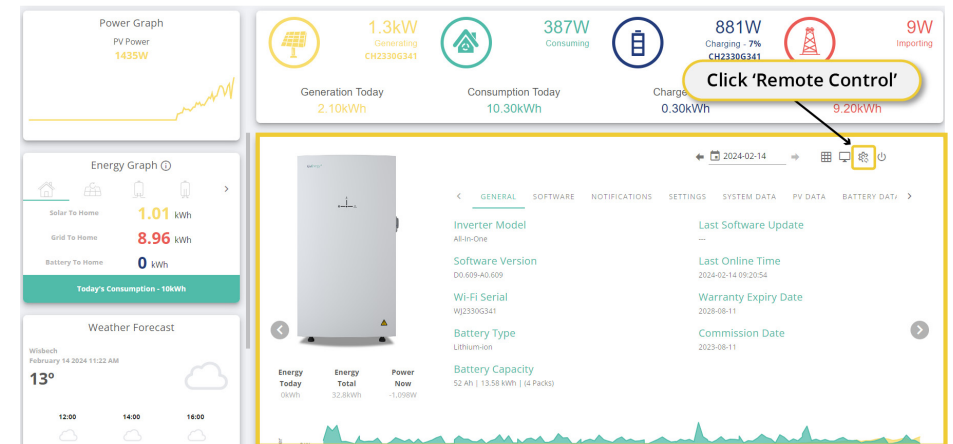 Power Graph
PV Power
1435W
1.3kW
Generating
CH2330G341
Generation Today
2.10kWh
387W
Consuming
Consumption Today
10.30kWh
881W
Charging - 7%
CH2330G341
Charge
0.30kWh
9W
Importing
9.20kWh
Click ‘Remote Control’
Energy Graph
Solar To Home 1.01 kWh
Grid To Home 8.96 kWh
Battery To Home 0 kWh
Today's Consumption - 10kWh
Weather Forecast
Wisbech
February 14 2024 11:22 AM
13°
12:00 14:00 16:00
2024-02-14
GENERAL SOFTWARE NOTIFICATIONS SETTINGS SYSTEM DATA PV DATA BATTERY DATA
Inverter Model
All-in-One
Last Software Update
---
Software Version
D0.609-A0.609
Last Online Time
2024-02-14 09:20:54
Wi-Fi Serial
WJ2330G341
Warranty Expiry Date
2028-08-11
Battery Type
Lithium-ion
Commission Date
2023-08-11
Battery Capacity
52 Ah | 13.58 kWh | (4 Packs)
Energy Today
0kWh
Energy Total
32.8kWh
Power Now
-1,098W